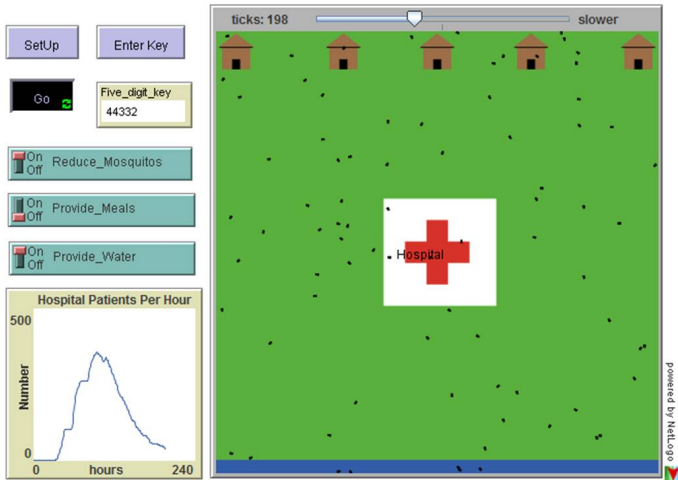 ticks: 198
slower
SetUp
Enter Key
Go
Five_digit_key
44332
On
Off
Reduce_Mosquitos
On
Off
Provide_Meals
On
Off
Provide_Water
Hospital
Hospital Patients Per Hour
500
Number
0
0
hours
240
powered by NetLogo